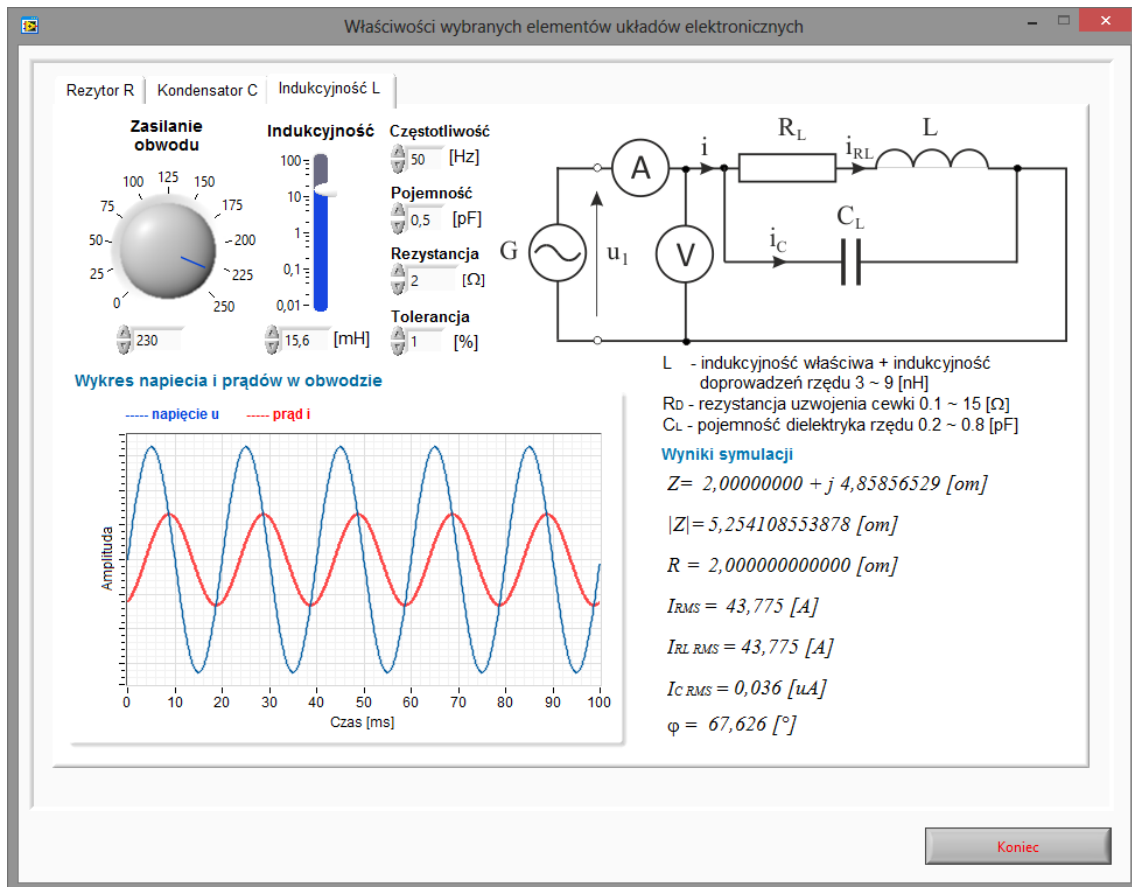 Właściwości wybranych elementów układów elektronicznych
Rezytor R
Kondensator C
Indukcyjność L
Zasilanie
obwodu
0
25
50
75
100
125
150
175
200
225
250
230
Indukcyjność
100
10
1
0,1
0,01
15,6 [mH]
Częstotliwość
50 [Hz]
Pojemność
0,5 [pF]
Rezystancja
2 [Ω]
Tolerancja
1 [%]
G
u1
A
V
i
RL
iRL
L
CL
iC
L - indukcyjność właściwa + indukcyjność
doprowadzeń rzędu 3 ~ 9 [nH]
RD - rezystancja uzwojenia cewki 0.1 ~ 15 [Ω]
CL - pojemność dielektryka rzędu 0.2 ~ 0.8 [pF]
Wykres napiecia i prądów w obwodzie
----- napięcie u ----- prąd i
Amplituda
0 10 20 30 40 50 60 70 80 90 100
Czas [ms]
Wyniki symulacji
Z= 2,00000000 + j 4,85856529 [om]
|Z|= 5,254108553878 [om]
R = 2,000000000000 [om]
IRMS = 43,775 [A]
IRL RMS = 43,775 [A]
IC RMS = 0,036 [uA]
φ = 67,626 [°]
Koniec